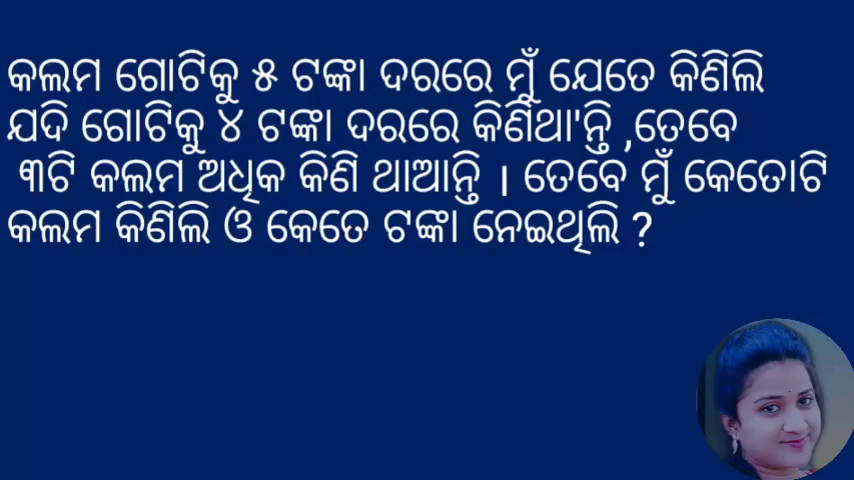 କଲମ ଗୋଟିକୁ ୫ ଟଙ୍କା ଦରରେ ମୁଁ ଯେତେ କିଣିଲି
ଯଦି ଗୋଟିକୁ ୪ ଟଙ୍କା ଦରରେ କିଣିଥା'ନ୍ତି ,ତେବେ
୩ଟି କଲମ ଅଧିକ କିଣି ଥାଆନ୍ତି । ତେବେ ମୁଁ କେତୋଟି
କଲମ କିଣିଲି ଓ କେତେ ଟଙ୍କା ନେଇଥିଲି ?